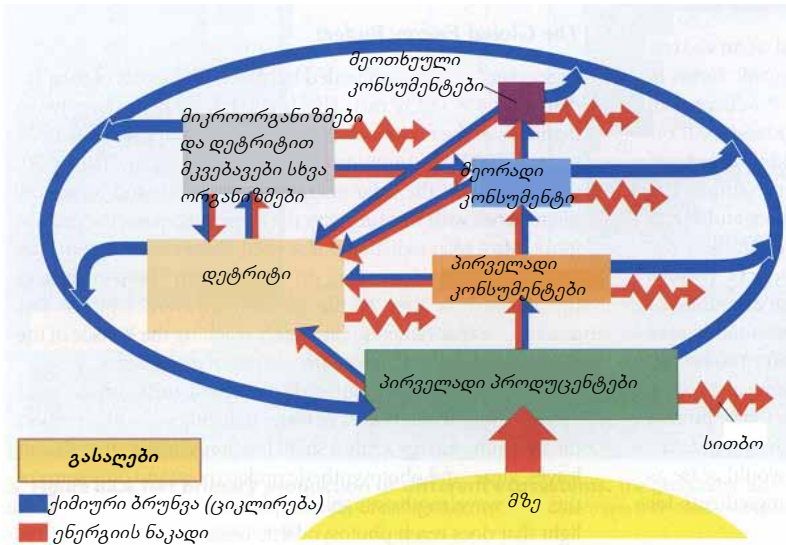 მეოთხეული
კონსუმენტები
მიკროორგანიზმები
და დეტრიტით
მკვებავები სხვა
ორგანიზმები
მეორადი
კონსუმენტი
დეტრიტი
პირველადი
კონსუმენტები
პირველადი პროდუცენტები
სითბო
გასაღები
მზე
ქიმიური ბრუნვა (ციკლირება)
ენერგიის ნაკადი